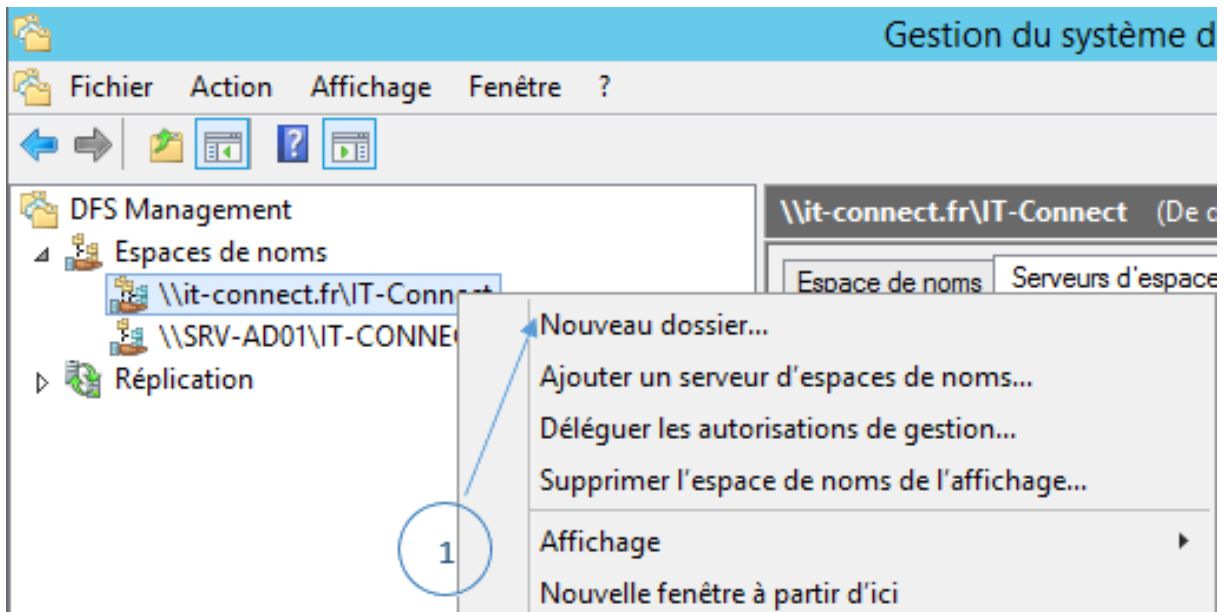 Gestion du système d
Fichier Action Affichage Fenêtre ?
DFS Management
Espaces de noms
\\it-connect.fr\IT-Connect
\\SRV-AD01\IT-CONNE
Réplication
\\it-connect.fr\IT-Connect (De d
Espace de noms Serveurs d'espace
Nouveau dossier...
Ajouter un serveur d'espaces de noms...
Déléguer les autorisations de gestion...
Supprimer l'espace de noms de l'affichage...
Affichage
Nouvelle fenêtre à partir d'ici
1